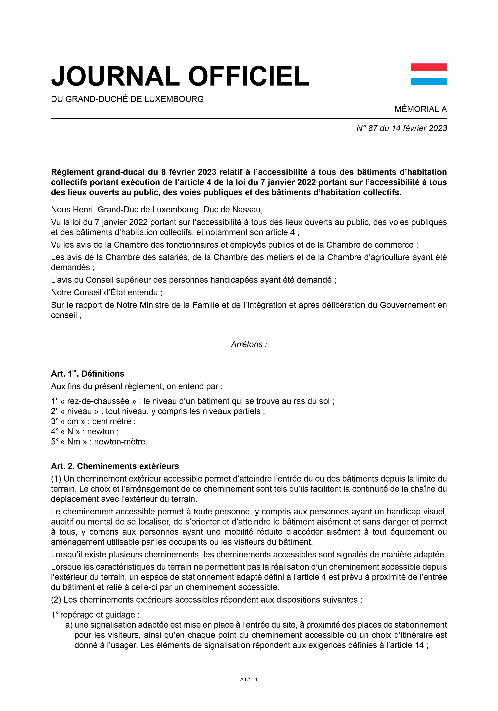 JOURNAL OFFICIEL
DU GRAND-DUCHÉ DE LUXEMBOURG
MÉMORIAL A
N° 87 du 14 février 2023
Règlement grand-ducal du 8 février 2023 relatif à l'accessibilité à tous des bâtiments d'habitation
collectifs portant exécution de l'article 4 de la loi du 7 janvier 2022 portant sur l'accessibilité à tous
des lieux ouverts au public, des voies publiques et des bâtiments d'habitation collectifs.
Nous Henri, Grand-Duc de Luxembourg, Duc de Nassau,
Vu la loi du 7 janvier 2022 portant sur l'accessibilité à tous des lieux ouverts au public, des voies publiques
et des bâtiments d'habitation collectifs, et notamment son article 4 ;
Vu les avis de la Chambre des fonctionnaires et employés publics et de la Chambre de commerce ;
Les avis de la Chambre des salariés, de la Chambre des métiers et de la Chambre d'agriculture ayant été
demandés ;
L'avis du Conseil supérieur des personnes handicapées ayant été demandé ;
Notre Conseil d'État entendu ;
Sur le rapport de Notre Ministre de la Famille et de l'Intégration et après délibération du Gouvernement en
conseil ;
Arrêtons :
Art. 1er. Définitions
Aux fins du présent règlement, on entend par :
1° « rez-de-chaussée » : le niveau d'un bâtiment qui se trouve au ras du sol ;
2° « niveau » : tout niveau, y compris les niveaux partiels ;
3° « cm » : centimètre ;
4° « N » : newton ;
5° « Nm » : newton-mètre.
Art. 2. Cheminements extérieurs
(1) Un cheminement extérieur accessible permet d'atteindre l'entrée du ou des bâtiments depuis la limite du
terrain. Le choix et l'aménagement de ce cheminement sont tels qu'ils facilitent la continuité de la chaîne du
déplacement avec l'extérieur du terrain.
Le cheminement accessible permet à toute personne, y compris aux personnes ayant un handicap visuel,
auditif ou mental de se localiser, de s'orienter et d'atteindre le bâtiment aisément et sans danger et permet
à tous, y compris aux personnes ayant une mobilité réduite d'accéder aisément à tout équipement ou
aménagement utilisable par les occupants ou les visiteurs du bâtiment.
Lorsqu'il existe plusieurs cheminements, les cheminements accessibles sont signalés de manière adaptée.
Lorsque les caractéristiques du terrain ne permettent pas la réalisation d'un cheminement accessible depuis
l'extérieur du terrain, un espace de stationnement adapté défini à l'article 4 est prévu à proximité de l'entrée
du bâtiment et relié à celle-ci par un cheminement accessible.
(2) Les cheminements extérieurs accessibles répondent aux dispositions suivantes :
1° repérage et guidage :
a) une signalisation adaptée est mise en place à l'entrée du site, à proximité des places de stationnement
pour les visiteurs, ainsi qu'en chaque point du cheminement accessible où un choix d'itinéraire est
donné à l'usager. Les éléments de signalisation répondent aux exigences définies à l'article 14 ;